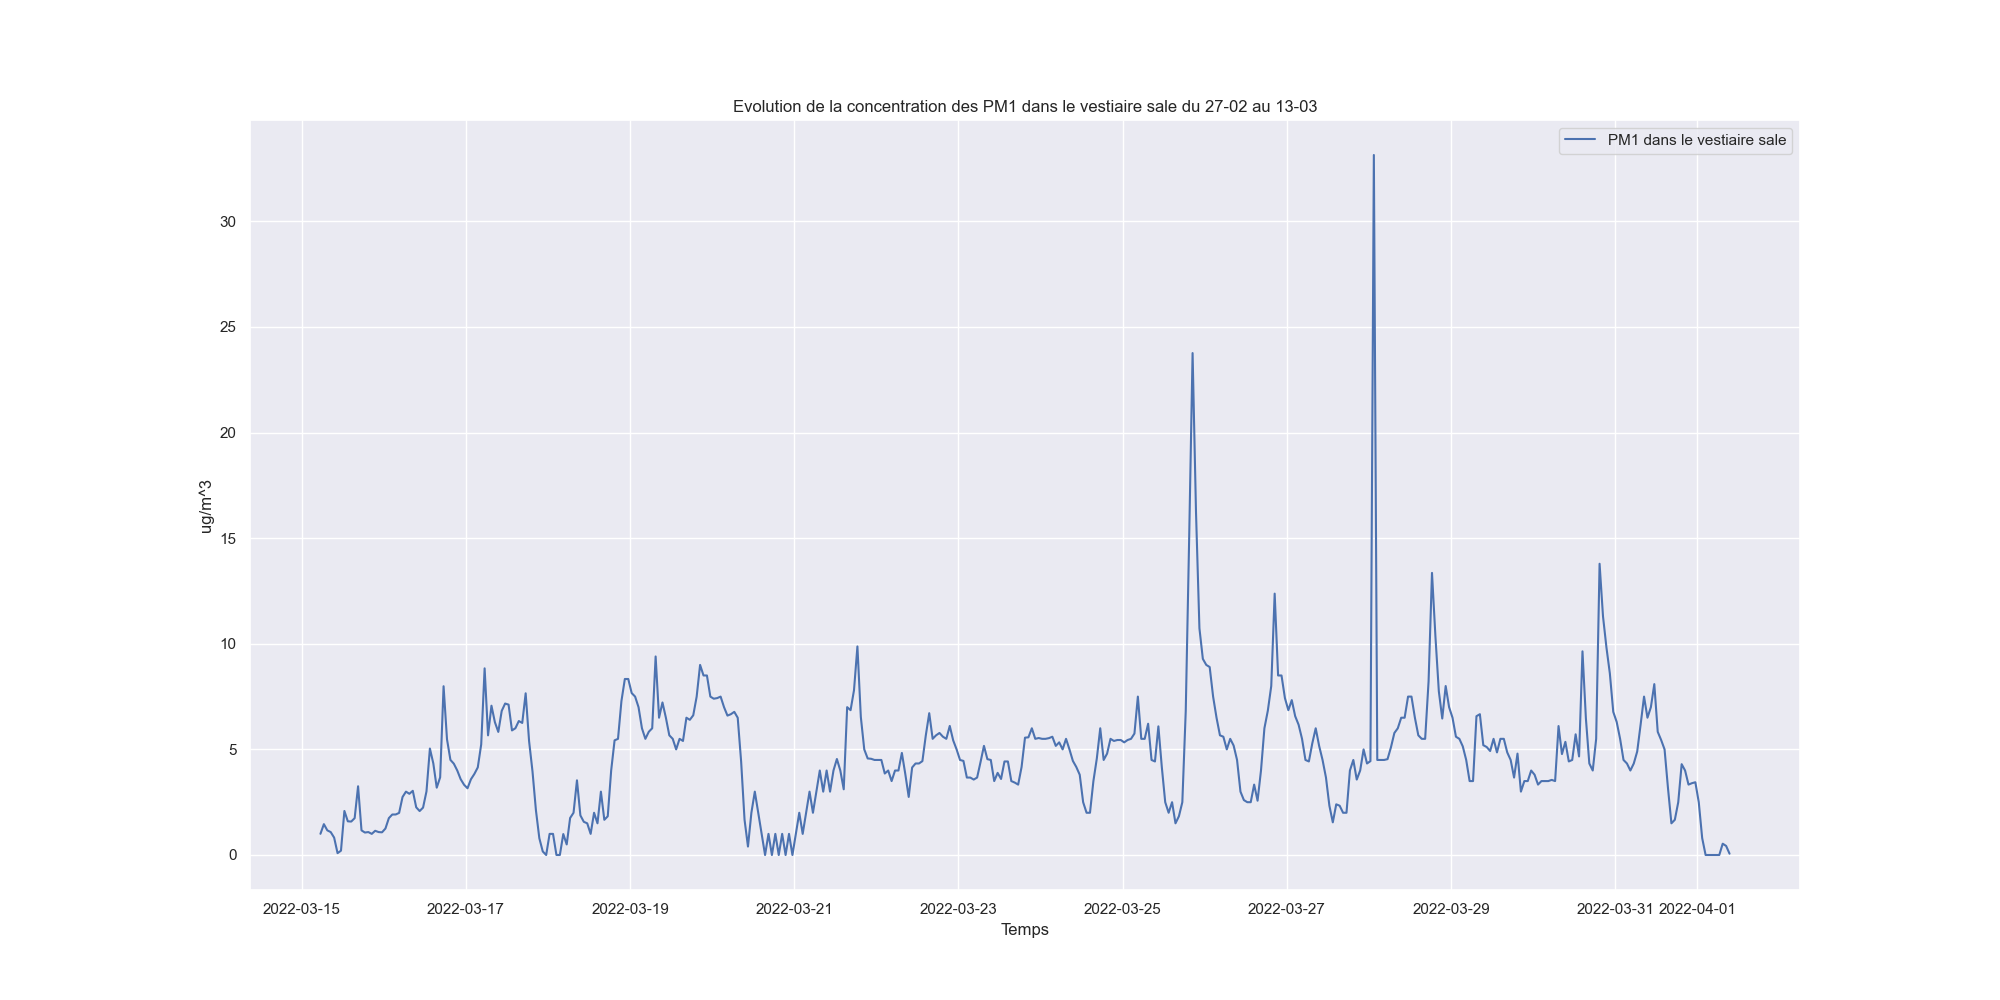 Evolution de la concentration des PM1 dans le vestiaire sale du 27-02 au 13-03
PM1 dans le vestiaire sale
30
25
20
15
10
5
0
ug/m^3
2022-03-15 2022-03-17 2022-03-19 2022-03-21 2022-03-23 2022-03-25 2022-03-27 2022-03-29 2022-03-31 2022-04-01
Temps